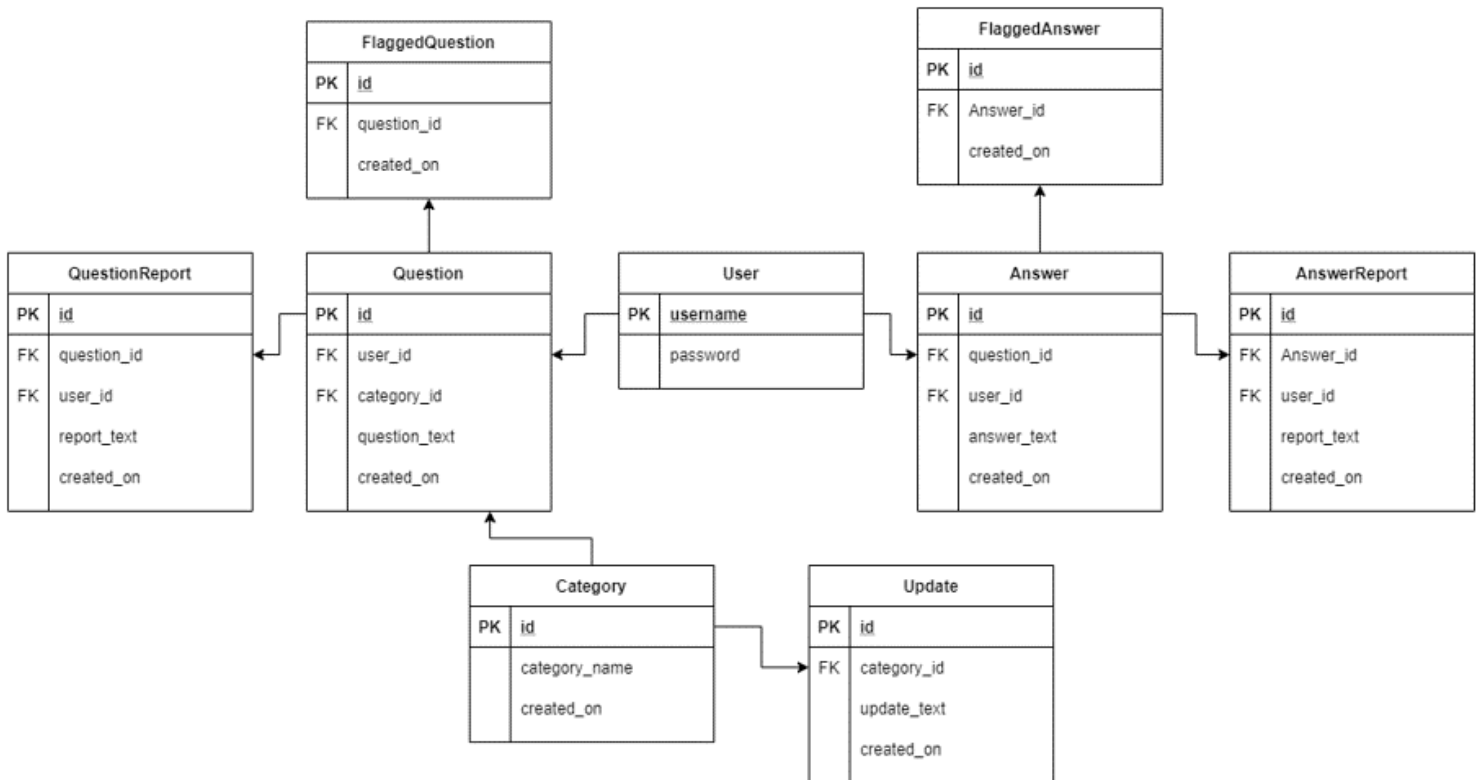 FlaggedQuestion
PK id
FK question_id
created_on
FlaggedAnswer
PK id
FK Answer_id
created_on
QuestionReport
PK id
FK question_id
FK user_id
report_text
created_on
Question
PK id
FK user_id
FK category_id
question_text
created_on
User
PK username
password
Answer
PK id
FK question_id
FK user_id
answer_text
created_on
AnswerReport
PK id
FK Answer_id
FK user_id
report_text
created_on
Category
PK id
category_name
created_on
Update
PK id
FK category_id
update_text
created_on